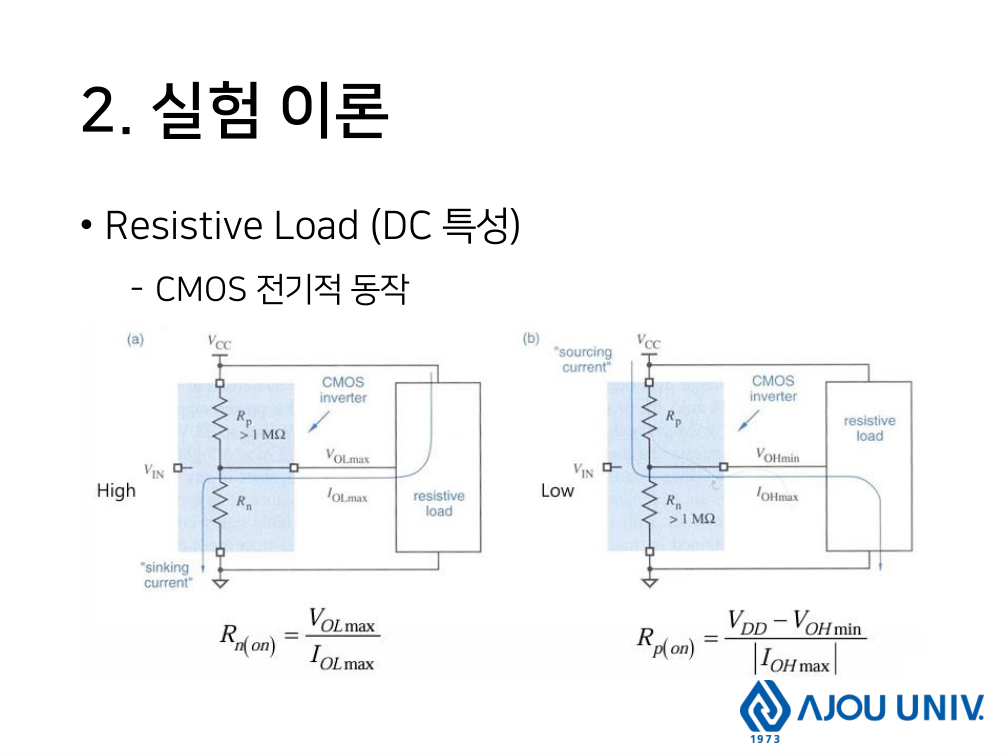 2. 실험 이론
• Resistive Load (DC 특성)
- CMOS 전기적 동작
(a)
VCC
CMOS
inverter
Rp
> 1 MΩ
VIN
High
VOLmax
IOLmax
Rn
resistive
load
"sinking
current"
Rn(on) = VOLmax / IOLmax
(b)
"sourcing
current"
VCC
CMOS
inverter
Rp
resistive
load
VIN
Low
VOHmin
IOHmax
Rn
> 1 MΩ
Rp(on) = VDD − VOHmin / |IOHmax|
AJOU UNIV.
1973